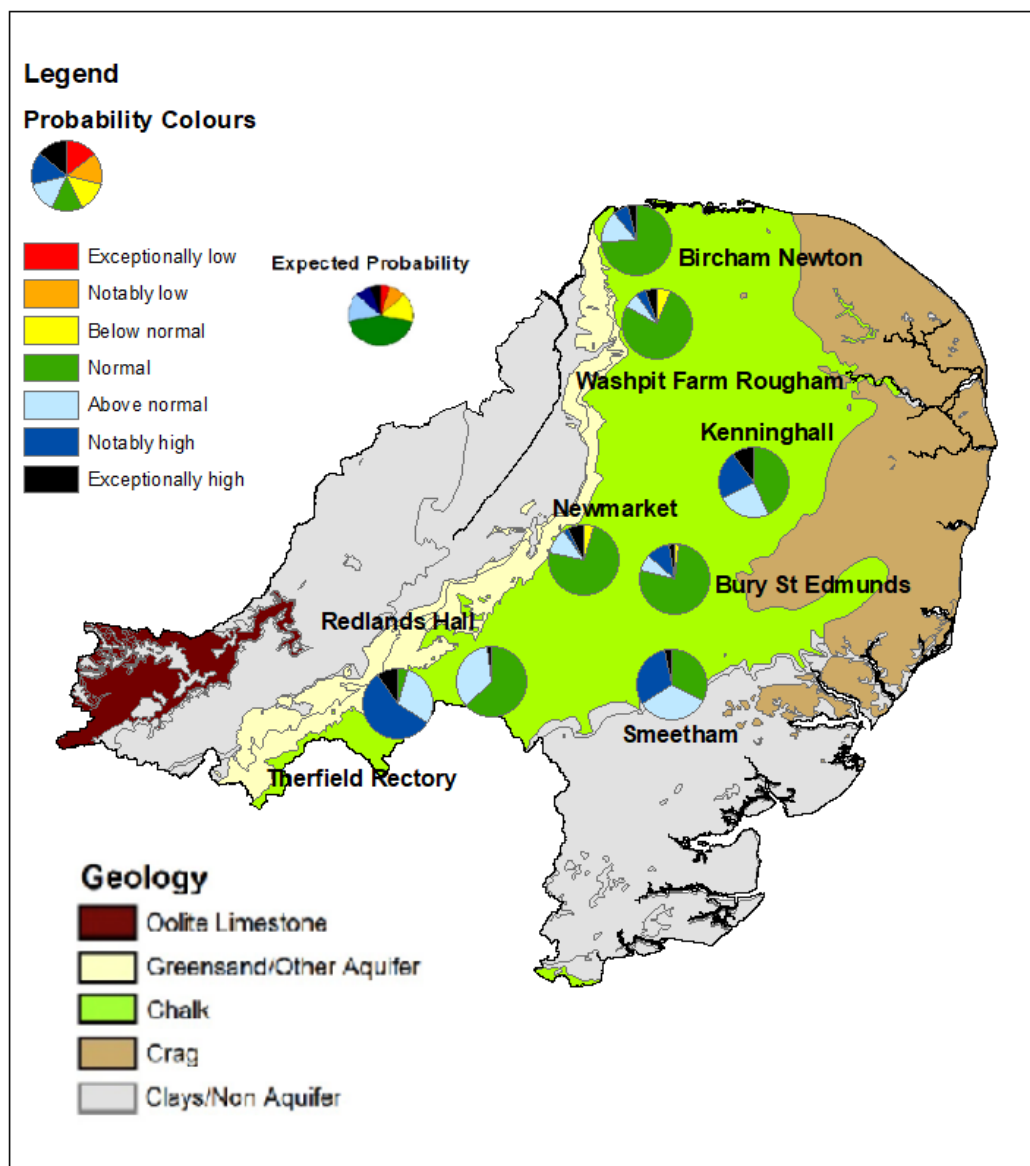 Legend
Probability Colours
Exceptionally low
Notably low
Below normal
Normal
Above normal
Notably high
Exceptionally high
Expected Probability
Bircham Newton
Washpit Farm Rougham
Kenninghall
Newmarket
Bury St Edmunds
Redlands Hall
Smeetham
Therfield Rectory
Geology
Oolite Limestone
Greensand/Other Aquifer
Chalk
Crag
Clays/Non Aquifer